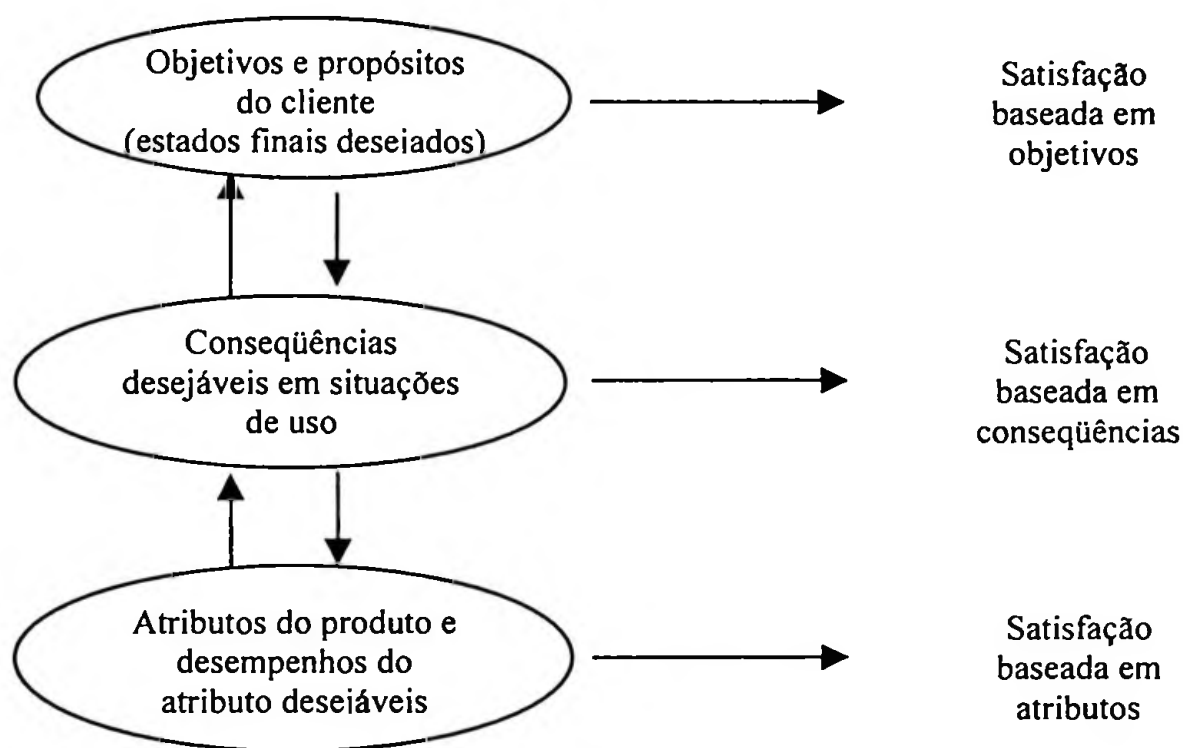 Objetivos e propósitos
do cliente
(estados finais desejados)
Satisfação
baseada em
objetivos
Conseqüências
desejáveis em situações
de uso
Satisfação
baseada em
conseqüências
Atributos do produto e
desempenhos do
atributo desejáveis
Satisfação
baseada em
atributos